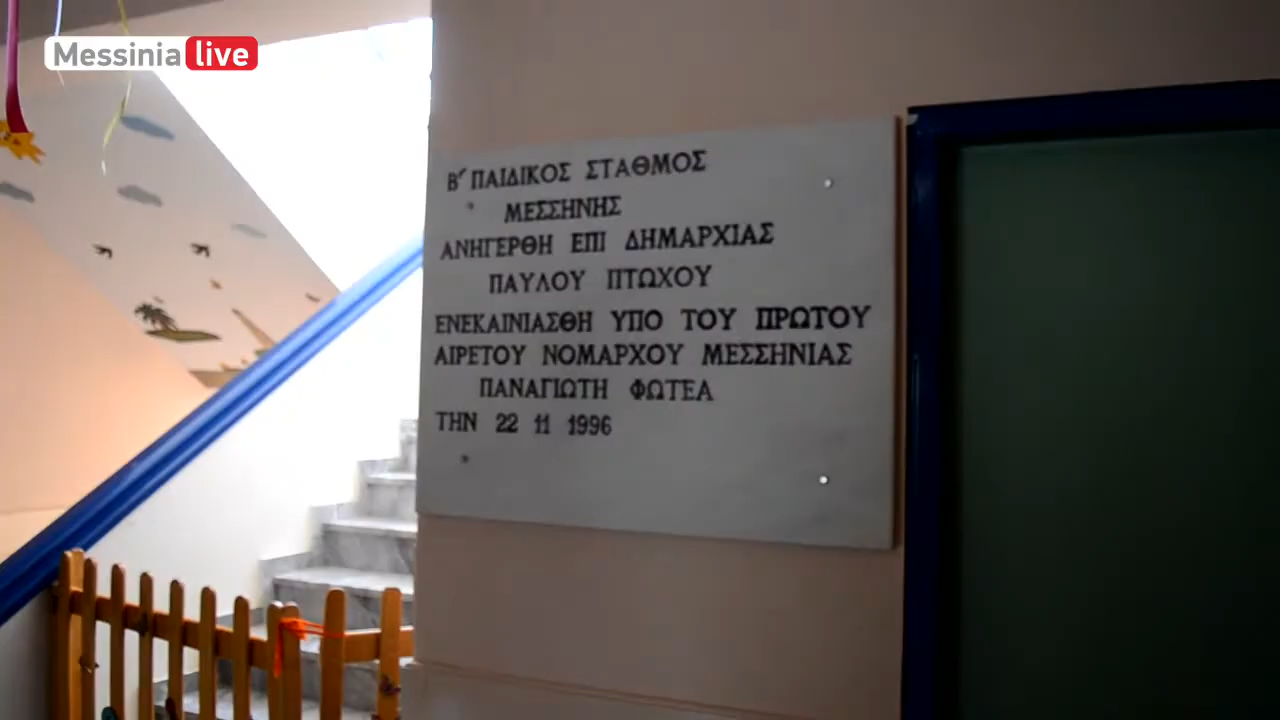 Messinia live
Β΄ ΠΑΙΔΙΚΟΣ ΣΤΑΘΜΟΣ
ΜΕΣΣΗΝΗΣ
ΑΝΗΓΕΡΘΗ ΕΠΙ ΔΗΜΑΡΧΙΑΣ
ΠΑΥΛΟΥ ΠΤΩΧΟΥ
ΕΝΕΚΑΙΝΙΑΣΘΗ ΥΠΟ ΤΟΥ ΠΡΩΤΟΥ
ΑΙΡΕΤΟΥ ΝΟΜΑΡΧΟΥ ΜΕΣΣΗΝΙΑΣ
ΠΑΝΑΓΙΩΤΗ ΦΩΤΕΑ
ΤΗΝ 22 11 1996